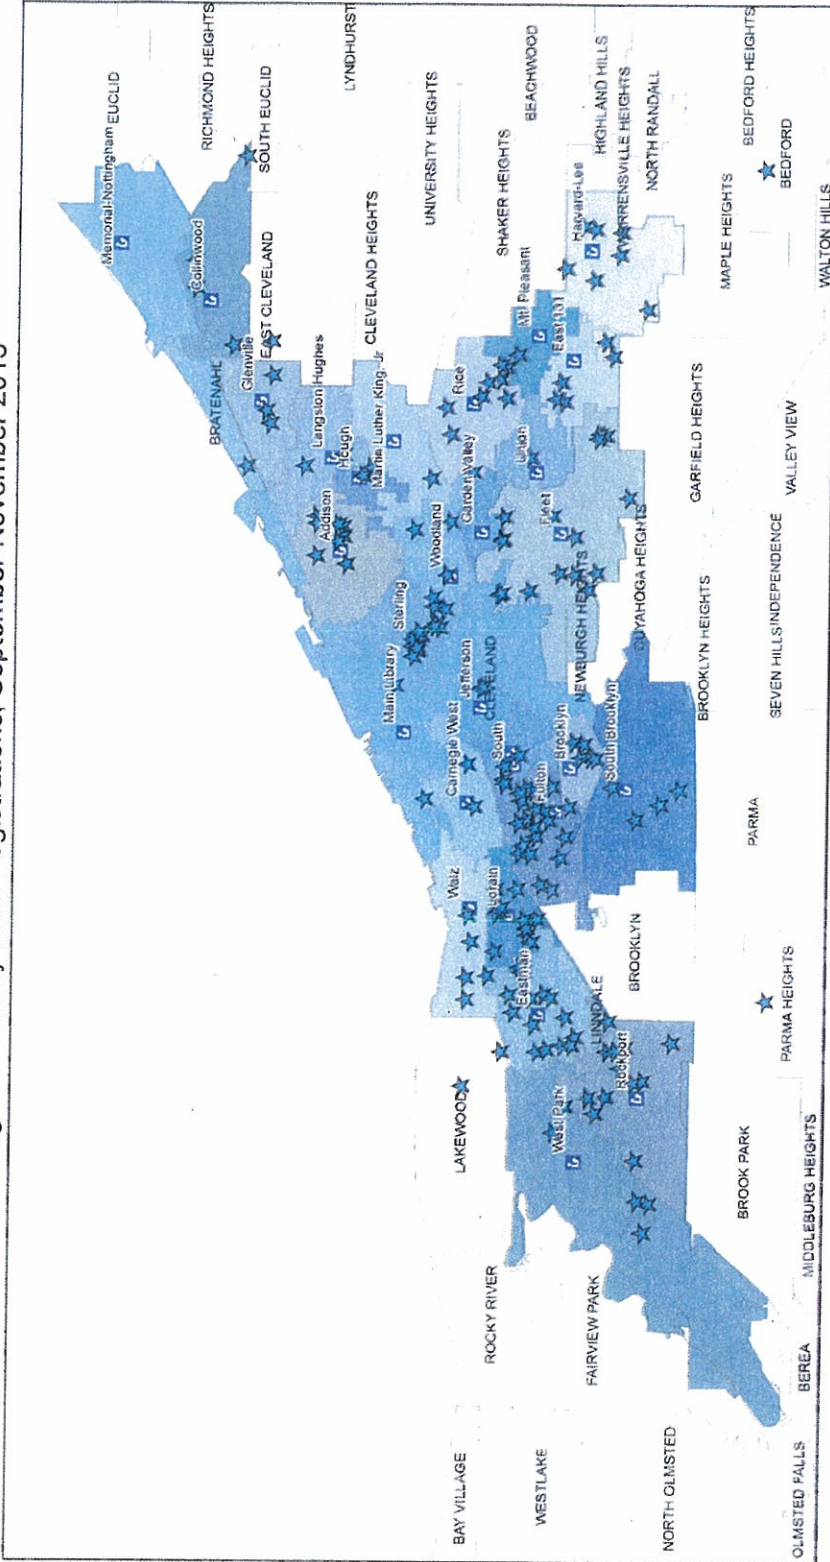 Memorial-Nottingham
EUCLID
RICHMOND HEIGHTS
Collinwood
SOUTH EUCLID
LYNDHURST
BRATENAHL
Glenville
EAST CLEVELAND
Langston Hughes
Hough
Addison
Martin Luther King, Jr
CLEVELAND HEIGHTS
UNIVERSITY HEIGHTS
Main Library
Sterling
Woodland
Garden Valley
Rice
SHAKER HEIGHTS
BEACHWOOD
Mt. Pleasant
Harvard-Lee
HIGHLAND HILLS
WARRENSVILLE HEIGHTS
NORTH RANDALL
East 131
Union
Fleet
Carnegie West
Jefferson
CLEVELAND
South
Fulton
Brooklyn
NEWBURGH HEIGHTS
South Brooklyn
CUYAHOGA HEIGHTS
GARFIELD HEIGHTS
MAPLE HEIGHTS
BEDFORD HEIGHTS
BEDFORD
WALTON HILLS
VALLEY VIEW
INDEPENDENCE
SEVEN HILLS
BROOKLYN HEIGHTS
PARMA
Walz
Lorain
Eastman
LAKEWOOD
West Park
LINNDALE
Rockport
BROOKLYN
PARMA HEIGHTS
BROOK PARK
MIDDLEBURG HEIGHTS
ROCKY RIVER
FAIRVIEW PARK
BEREA
BAY VILLAGE
WESTLAKE
NORTH OLMSTED
OLMSTED FALLS